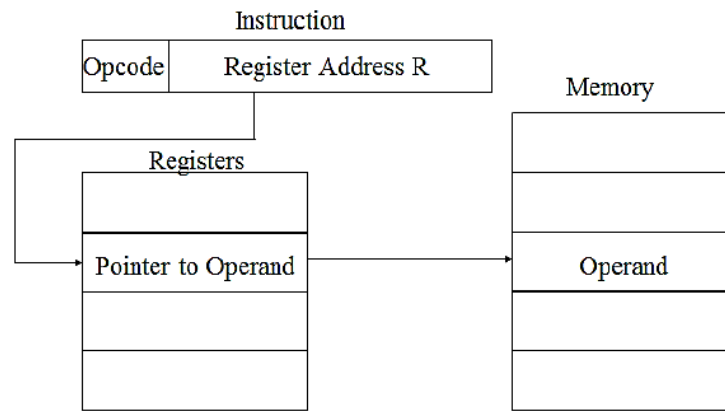 Instruction
Opcode
Register Address R
Memory
Registers
Pointer to Operand
Operand